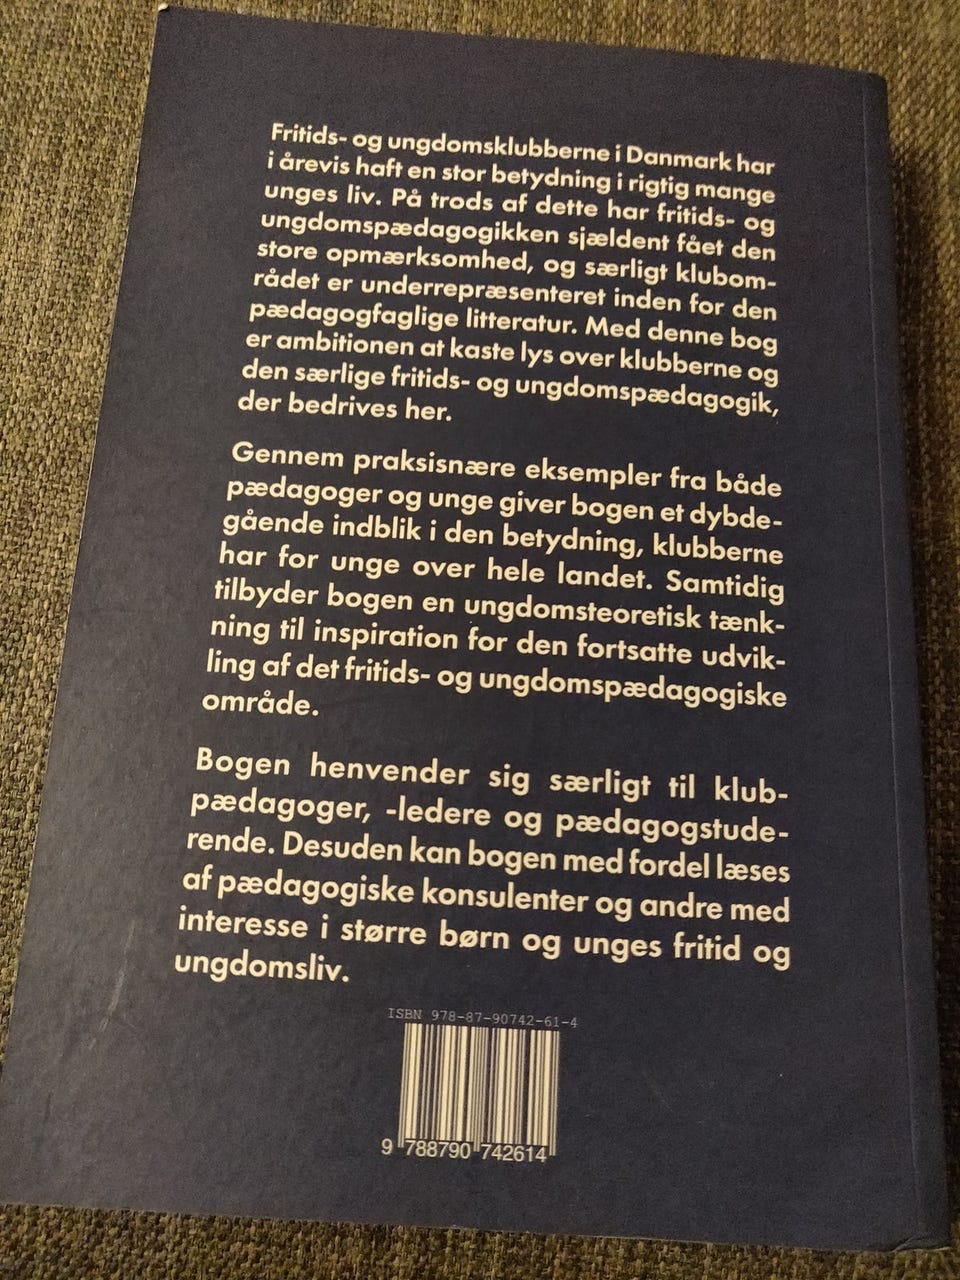 Fritids- og ungdomsklubberne i Danmark har
i årevis haft en stor betydning i rigtig mange
unges liv. På trods af dette har fritids- og
ungdomspædagogikken sjældent fået den
store opmærksomhed, og særligt klubom-
rådet er underrepræsenteret inden for den
pædagogfaglige litteratur. Med denne bog
er ambitionen at kaste lys over klubberne og
den særlige fritids- og ungdomspædagogik,
der bedrives her.
Gennem praksisnære eksempler fra både
pædagoger og unge giver bogen et dybde-
gående indblik i den betydning, klubberne
har for unge over hele landet. Samtidig
tilbyder bogen en ungdomsteoretisk tænk-
ning til inspiration for den fortsatte udvik-
ling af det fritids- og ungdomspædagogiske
område.
Bogen henvender sig særligt til klub-
pædagoger, -ledere og pædagogstude-
rende. Desuden kan bogen med fordel læses
af pædagogiske konsulenter og andre med
interesse i større børn og unges fritid og
ungdomsliv.
ISBN 978-87-90742-61-4
9 788790 742614